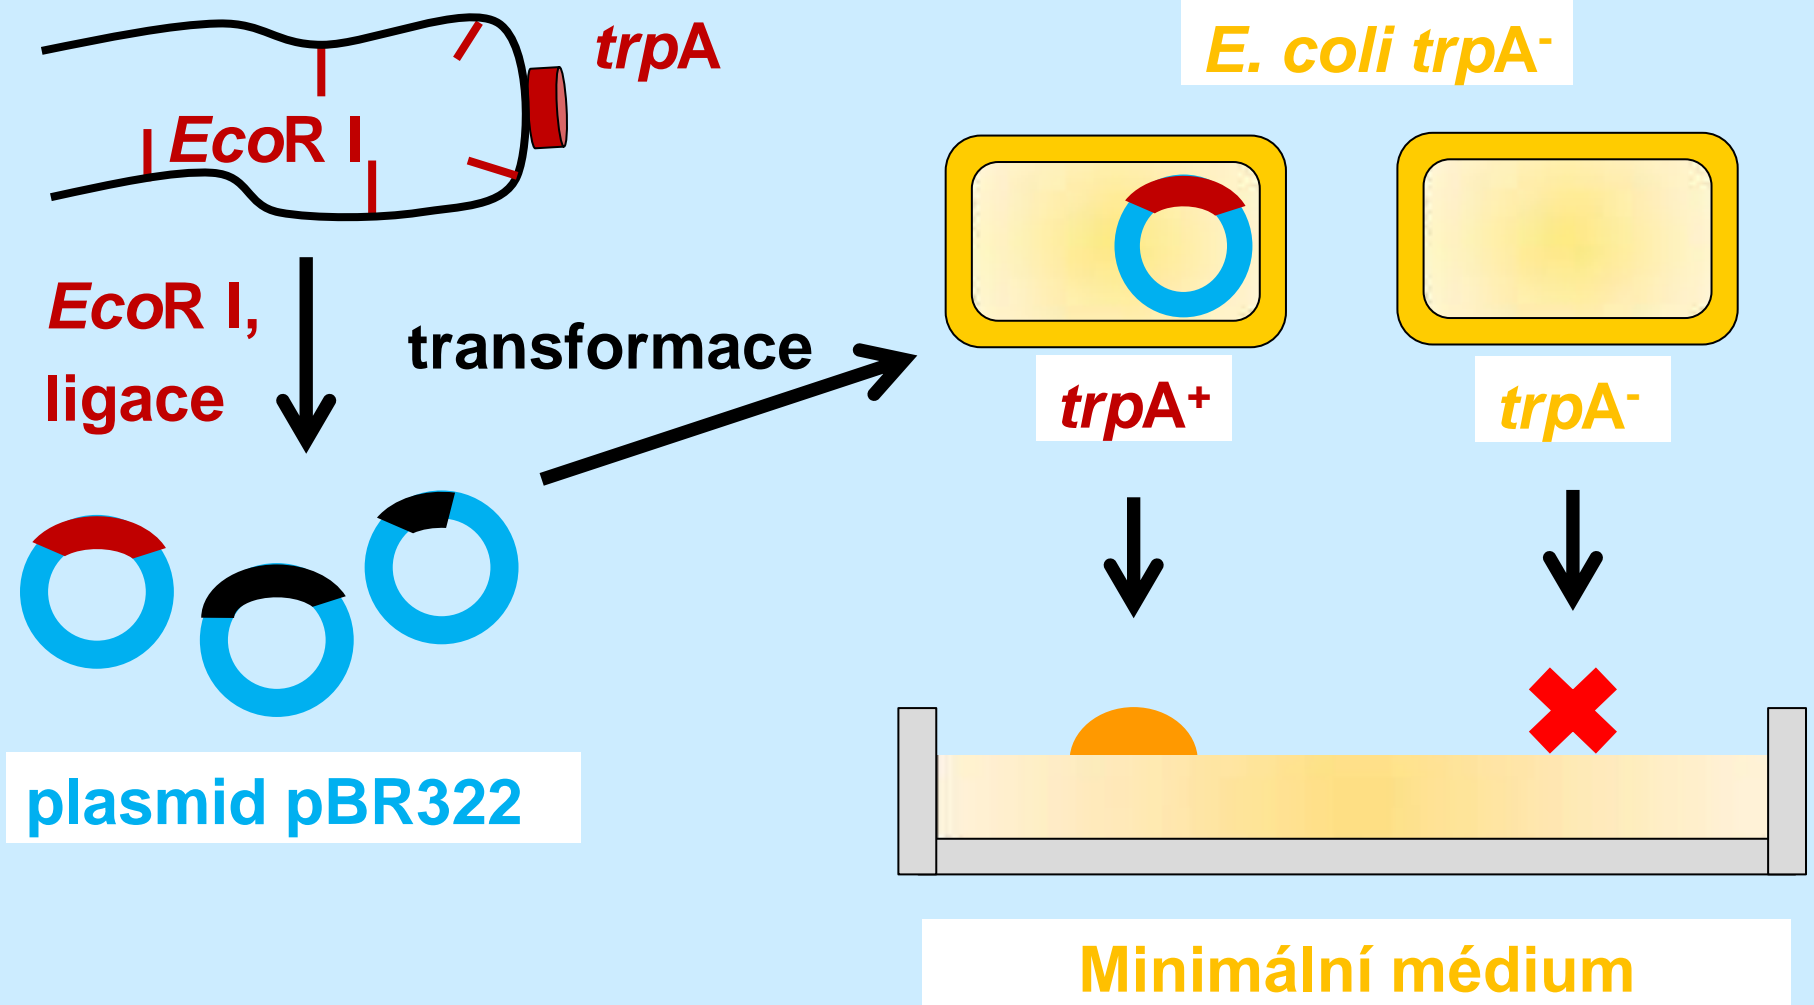 trpA
E. coli trpA-
EcoR I
EcoR I,
ligace
transformace
trpA+
trpA-
plasmid pBR322
Minimální médium